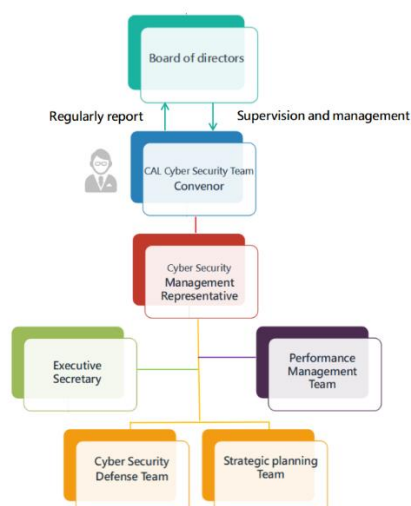 Board of directors
Regularly report
Supervision and management
CAL Cyber Security Team
Convenor
Cyber Security
Management
Representative
Executive
Secretary
Performance
Management
Team
Cyber Security
Defense Team
Strategic planning
Team